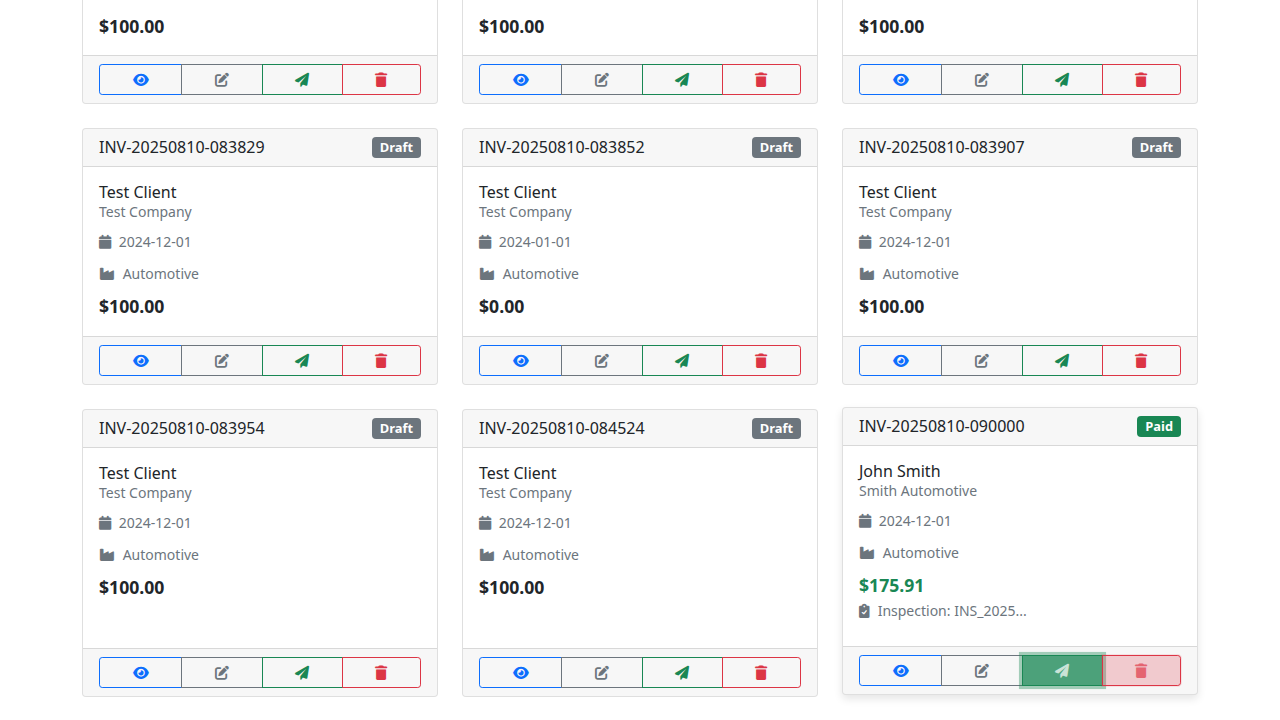 $100.00
$100.00
$100.00
INV-20250810-083829
Draft
Test Client
Test Company
2024-12-01
Automotive
$100.00
INV-20250810-083852
Draft
Test Client
Test Company
2024-01-01
Automotive
$0.00
INV-20250810-083907
Draft
Test Client
Test Company
2024-12-01
Automotive
$100.00
INV-20250810-083954
Draft
Test Client
Test Company
2024-12-01
Automotive
$100.00
INV-20250810-084524
Draft
Test Client
Test Company
2024-12-01
Automotive
$100.00
INV-20250810-090000
Paid
John Smith
Smith Automotive
2024-12-01
Automotive
$175.91
Inspection: INS_2025...